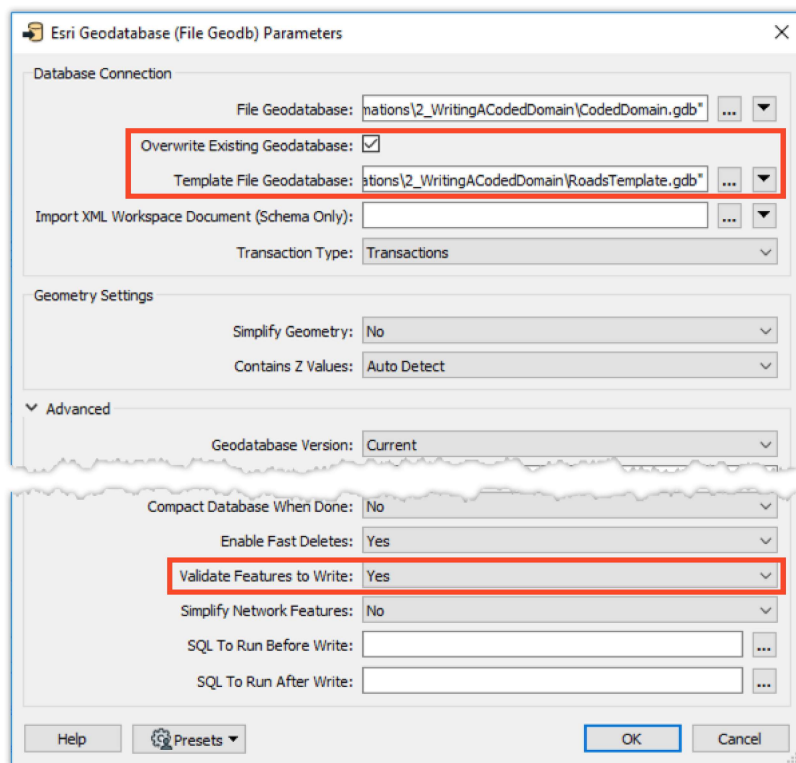 Esri Geodatabase (File Geodb) Parameters
Database Connection
File Geodatabase: mations\2_WritingACodedDomain\CodedDomain.gdb" ...
Overwrite Existing Geodatabase:
Template File Geodatabase: ations\2_WritingACodedDomain\RoadsTemplate.gdb" ...
Import XML Workspace Document (Schema Only): ...
Transaction Type: Transactions
Geometry Settings
Simplify Geometry: No
Contains Z Values: Auto Detect
Advanced
Geodatabase Version: Current
Compact Database When Done: No
Enable Fast Deletes: Yes
Validate Features to Write: Yes
Simplify Network Features: No
SQL To Run Before Write: ...
SQL To Run After Write: ...
Help Presets OK Cancel